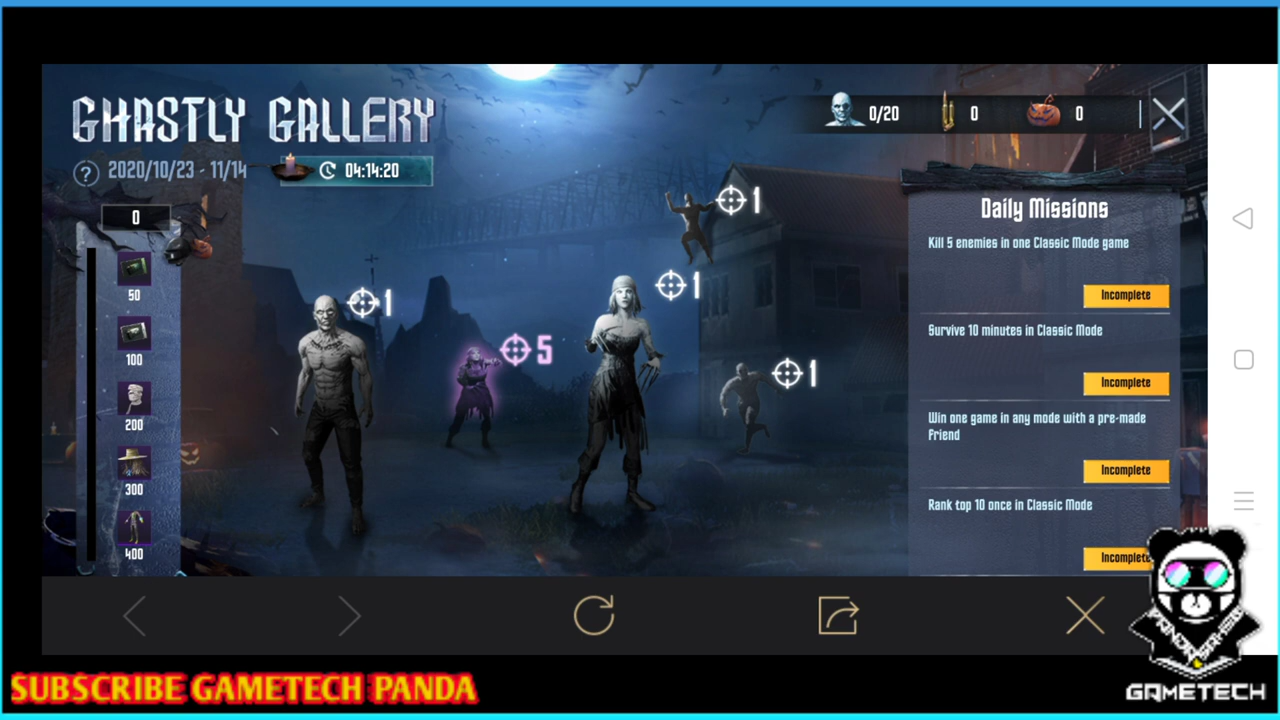 GHASTLY GALLERY
0/20
0
0
?
2020/10/23 - 11/14
04:14:20
0
50
100
200
300
400
1
5
1
1
1
Daily Missions
Kill 5 enemies in one Classic Mode game
Incomplete
Survive 10 minutes in Classic Mode
Incomplete
Win one game in any mode with a pre-made
Friend
Incomplete
Rank top 10 once in Classic Mode
Incomplete
SUBSCRIBE GAMETECH PANDA
GAMETECH